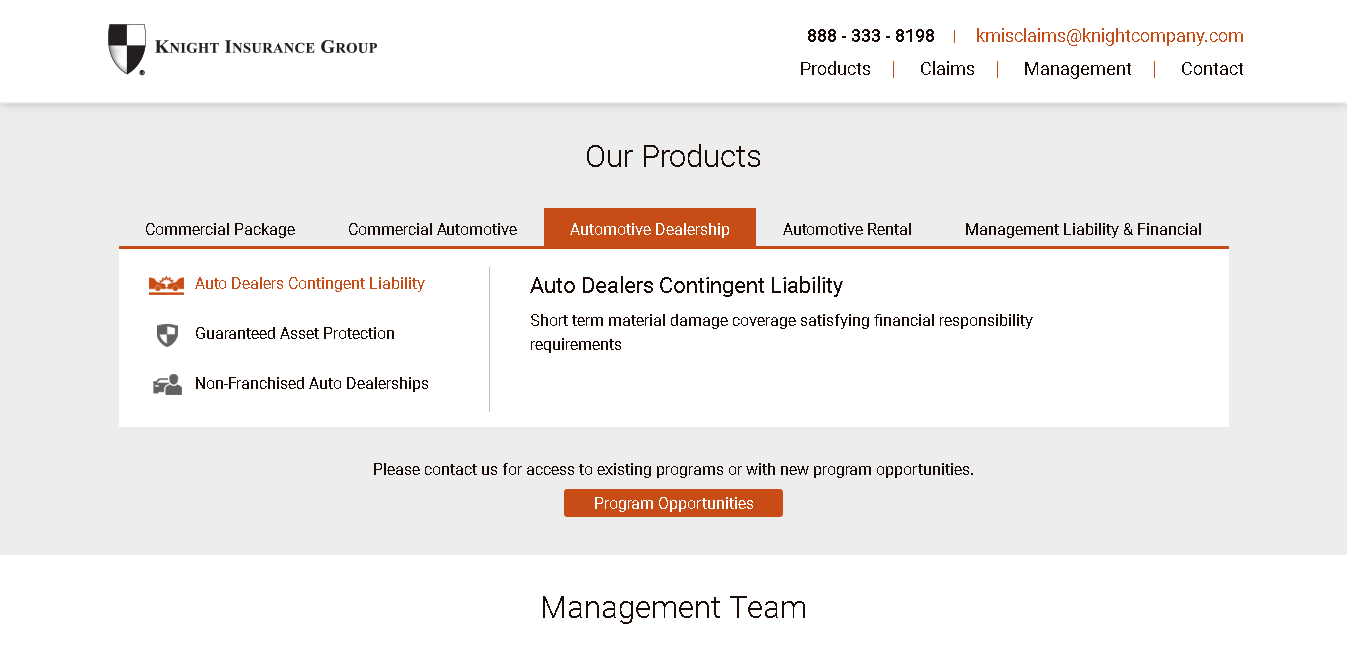 KNIGHT INSURANCE GROUP
888 - 333 - 8198 | kmisclaims@knightcompany.com
Products | Claims | Management | Contact
Our Products
Commercial Package Commercial Automotive Automotive Dealership Automotive Rental Management Liability & Financial
Auto Dealers Contingent Liability
Guaranteed Asset Protection
Non-Franchised Auto Dealerships
Auto Dealers Contingent Liability
Short term material damage coverage satisfying financial responsibility
requirements
Please contact us for access to existing programs or with new program opportunities.
Program Opportunities
Management Team